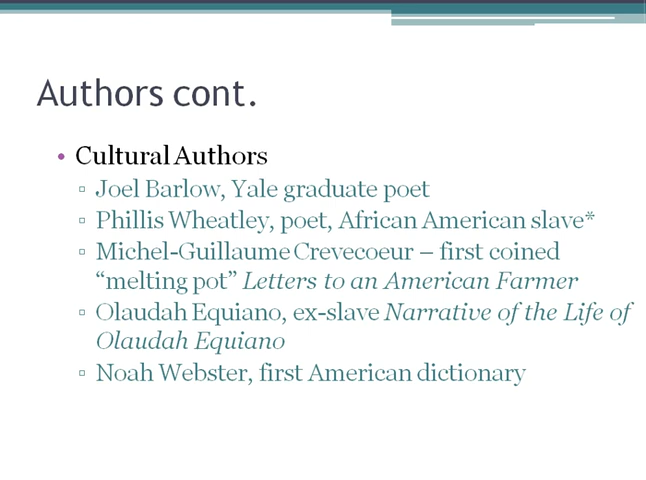 Authors cont.
• Cultural Authors
▫ Joel Barlow, Yale graduate poet
▫ Phillis Wheatley, poet, African American slave*
▫ Michel-Guillaume Crevecoeur – first coined
“melting pot” Letters to an American Farmer
▫ Olaudah Equiano, ex-slave Narrative of the Life of
Olaudah Equiano
▫ Noah Webster, first American dictionary